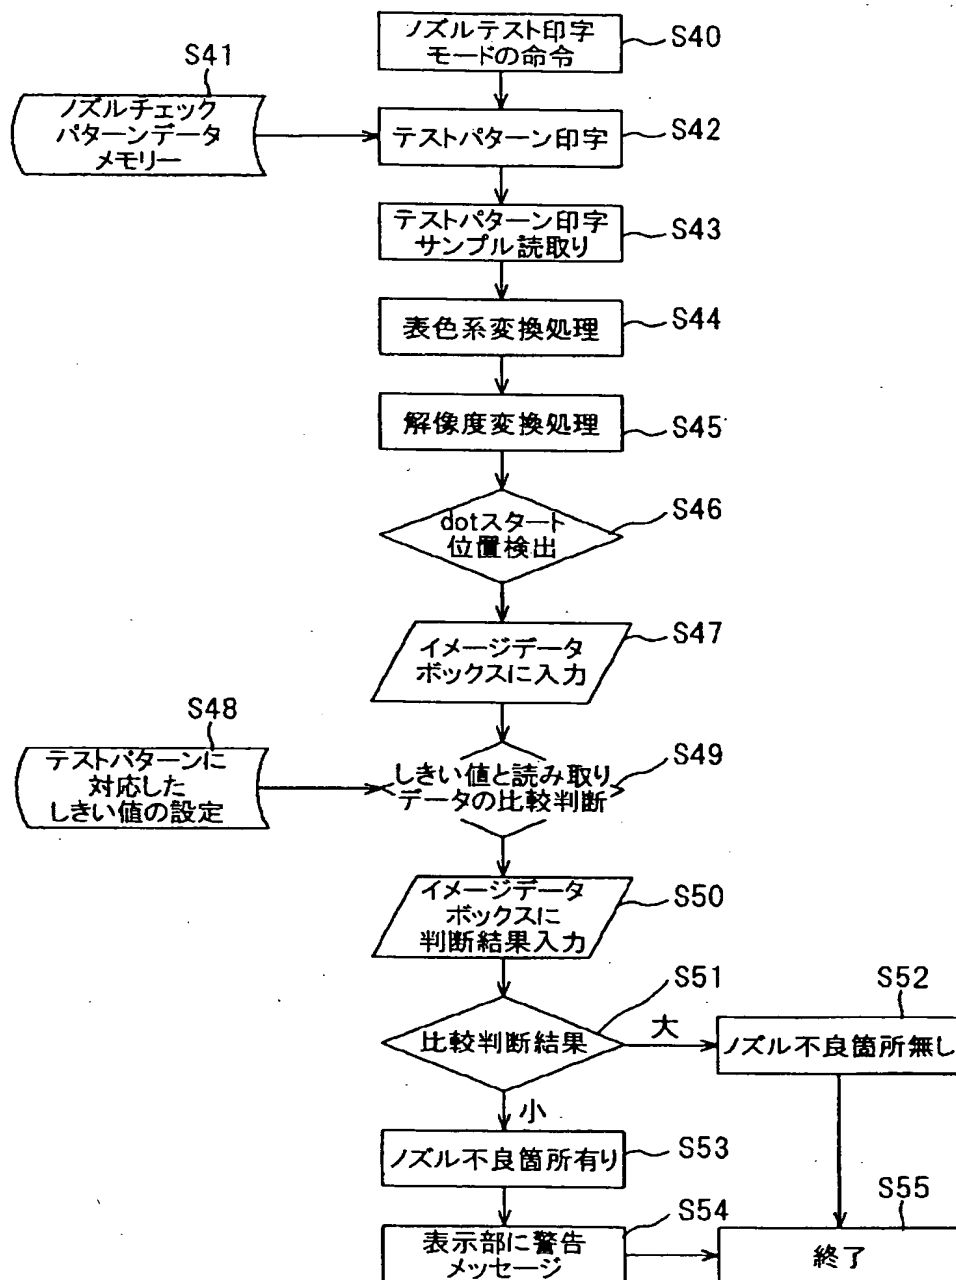 ノズルテスト印字
モードの命令
S40
S41
ノズルチェック
パターンデータ
メモリー
テストパターン印字
S42
テストパターン印字
サンプル読取り
S43
表色系変換処理
S44
解像度変換処理
S45
dotスタート
位置検出
S46
イメージデータ
ボックスに入力
S47
S48
テストパターンに
対応した
しきい値の設定
しきい値と読み取り
データの比較判断
S49
イメージデータ
ボックスに
判断結果入力
S50
比較判断結果
S51
大
S52
ノズル不良箇所無し
小
ノズル不良箇所有り
S53
表示部に警告
メッセージ
S54
S55
終了